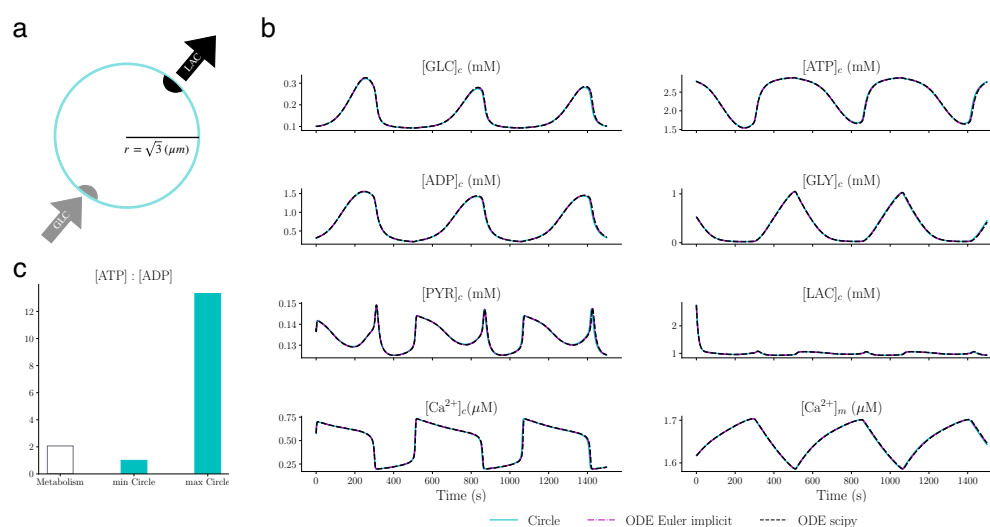 a
LAC
r = √3 (μm)
GLC
b
[GLC]c (mM)
0.3
0.2
0.1
[ATP]c (mM)
2.5
2.0
1.5
[ADP]c (mM)
1.5
1.0
0.5
[GLY]c (mM)
1
0
[PYR]c (mM)
0.15
0.14
0.13
[LAC]c (mM)
2
1
[Ca²⁺]c(μM)
0.75
0.50
0.25
0 200 400 600 800 1000 1200 1400
Time (s)
[Ca²⁺]m (μM)
1.7
1.6
0 200 400 600 800 1000 1200 1400
Time (s)
Circle ODE Euler implicit ODE scipy
c
[ATP] : [ADP]
12
10
8
6
4
2
0
Metabolism min Circle max Circle